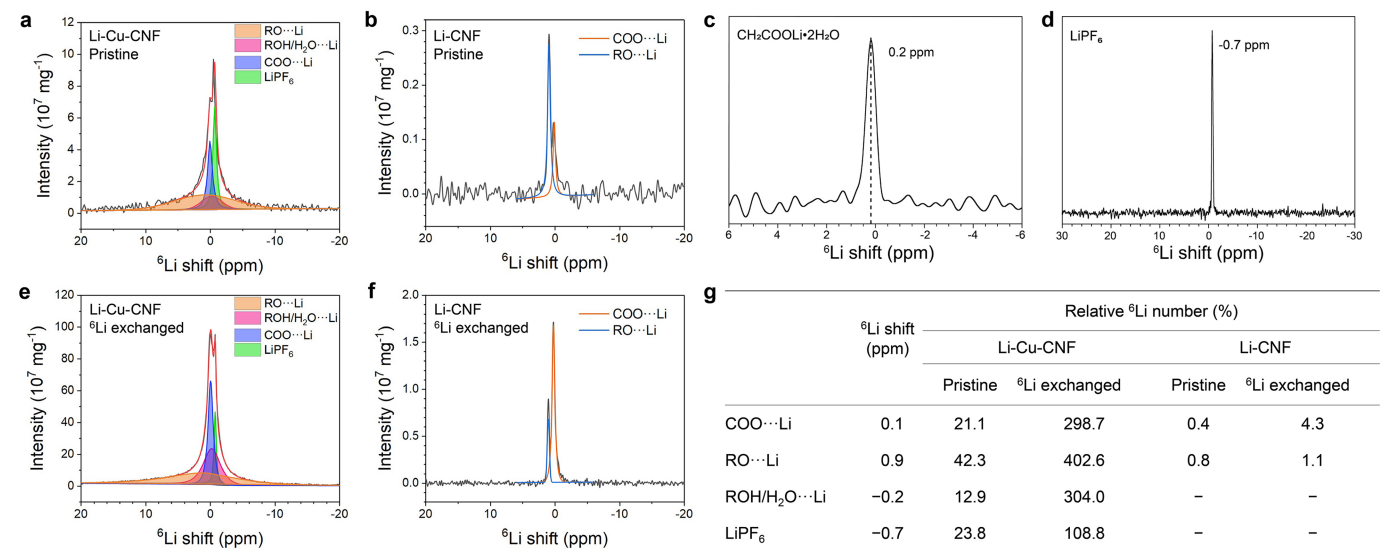 a
Li-Cu-CNF
Pristine
RO···Li
ROH/H₂O···Li
COO···Li
LiPF₆
Intensity (10⁷ mg⁻¹)
12
10
8
6
4
2
0
20 10 0 -10 -20
⁶Li shift (ppm)
b
Li-CNF
Pristine
COO···Li
RO···Li
Intensity (10⁷ mg⁻¹)
0.3
0.2
0.1
0.0
20 10 0 -10 -20
⁶Li shift (ppm)
c
CH₂COOLi•2H₂O
0.2 ppm
6 4 2 0 -2 -4 -6
⁶Li shift (ppm)
d
LiPF₆
-0.7 ppm
30 20 10 0 -10 -20 -30
⁶Li shift (ppm)
e
Li-Cu-CNF
⁶Li exchanged
RO···Li
ROH/H₂O···Li
COO···Li
LiPF₆
Intensity (10⁷ mg⁻¹)
120
100
80
60
40
20
0
20 10 0 -10 -20
⁶Li shift (ppm)
f
Li-CNF
⁶Li exchanged
COO···Li
RO···Li
Intensity (10⁷ mg⁻¹)
2.0
1.5
1.0
0.5
0.0
20 10 0 -10 -20
⁶Li shift (ppm)
g
⁶Li shift
(ppm)
Relative ⁶Li number (%)
Li-Cu-CNF Li-CNF
Pristine ⁶Li exchanged Pristine ⁶Li exchanged
COO···Li 0.1 21.1 298.7 0.4 4.3
RO···Li 0.9 42.3 402.6 0.8 1.1
ROH/H₂O···Li −0.2 12.9 304.0 – –
LiPF₆ −0.7 23.8 108.8 – –